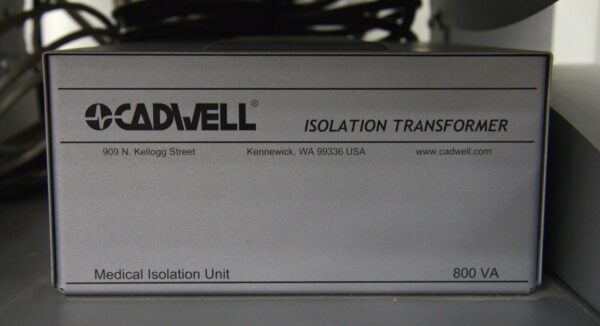 CADWELL®
ISOLATION TRANSFORMER
909 N. Kellogg Street Kennewick, WA 99336 USA www.cadwell.com
Medical Isolation Unit 800 VA